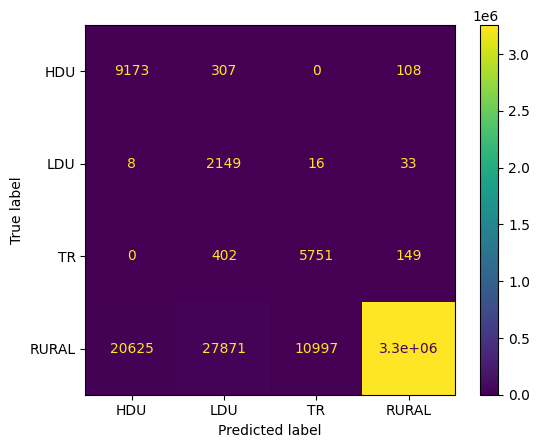 1e6
HDU 9173 307 0 108
3.0
2.5
LDU 8 2149 16 33
2.0
1.5
TR 0 402 5751 149
1.0
RURAL 20625 27871 10997 3.3e+06
0.5
0.0
HDU LDU TR RURAL
Predicted label
True label